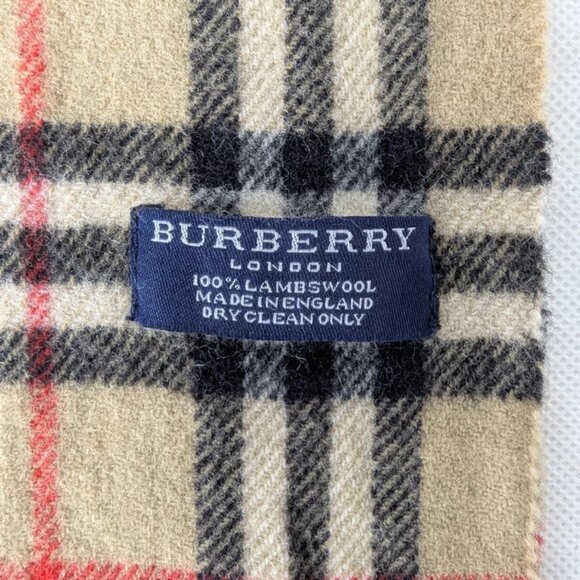 BURBERRY
LONDON
100% LAMBSWOOL
MADE IN ENGLAND
DRY CLEAN ONLY